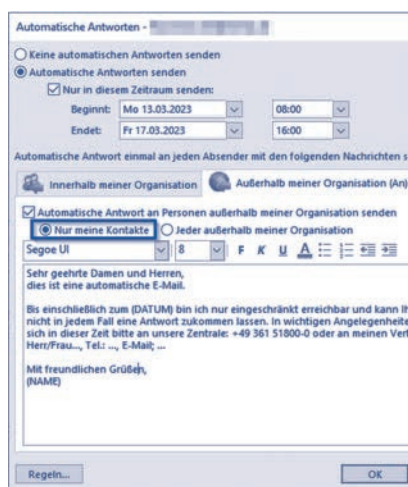 Automatische Antworten -
Keine automatischen Antworten senden
Automatische Antworten senden
Nur in diesem Zeitraum senden:
Beginnt: Mo 13.03.2023 08:00
Endet: Fr 17.03.2023 16:00
Automatische Antwort einmal an jeden Absender mit den folgenden Nachrichten s
Innerhalb meiner Organisation Außerhalb meiner Organisation (An)
Automatische Antwort an Personen außerhalb meiner Organisation senden
Nur meine Kontakte Jeder außerhalb meiner Organisation
Segoe UI 8 F K U A
Sehr geehrte Damen und Herren,
dies ist eine automatische E-Mail.
Bis einschließlich zum (DATUM) bin ich nur eingeschränkt erreichbar und kann Ih
nicht in jedem Fall eine Antwort zukommen lassen. In wichtigen Angelegenheite
sich in dieser Zeit bitte an unsere Zentrale: +49 361 51800-0 oder an meinen Vert
Herr/Frau..., Tel.: ..., E-Mail; ...
Mit freundlichen Grüßen,
(NAME)
Regeln... OK